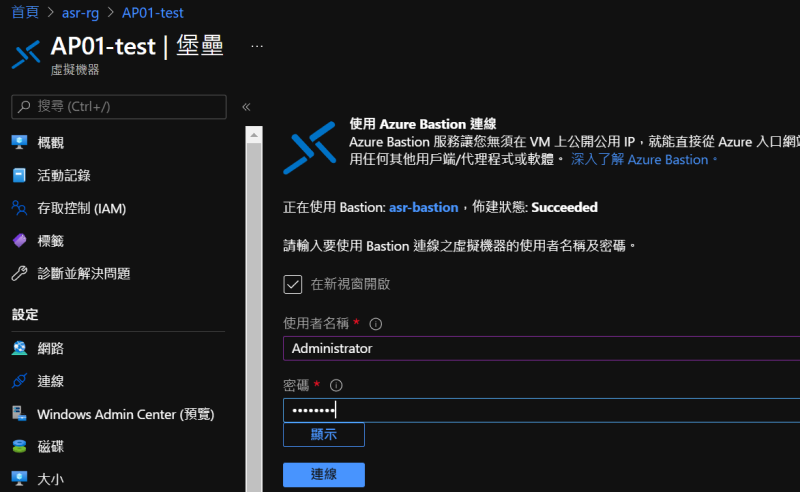 首頁 > asr-rg > AP01-test
AP01-test | 堡壘 ...
虛擬機器
搜尋 (Ctrl+/) «
概觀
活動記錄
存取控制 (IAM)
標籤
診斷並解決問題
設定
網路
連線
Windows Admin Center (預覽)
磁碟
大小
使用 Azure Bastion 連線
Azure Bastion 服務讓您無須在 VM 上公開公用 IP，就能直接從 Azure 入口網
用任何其他用戶端/代理程式或軟體。 深入了解 Azure Bastion。
正在使用 Bastion: asr-bastion，佈建狀態: Succeeded
請輸入要使用 Bastion 連線之虛擬機器的使用者名稱及密碼。
在新視窗開啟
使用者名稱 *
Administrator
密碼 *
••••••••
顯示
連線